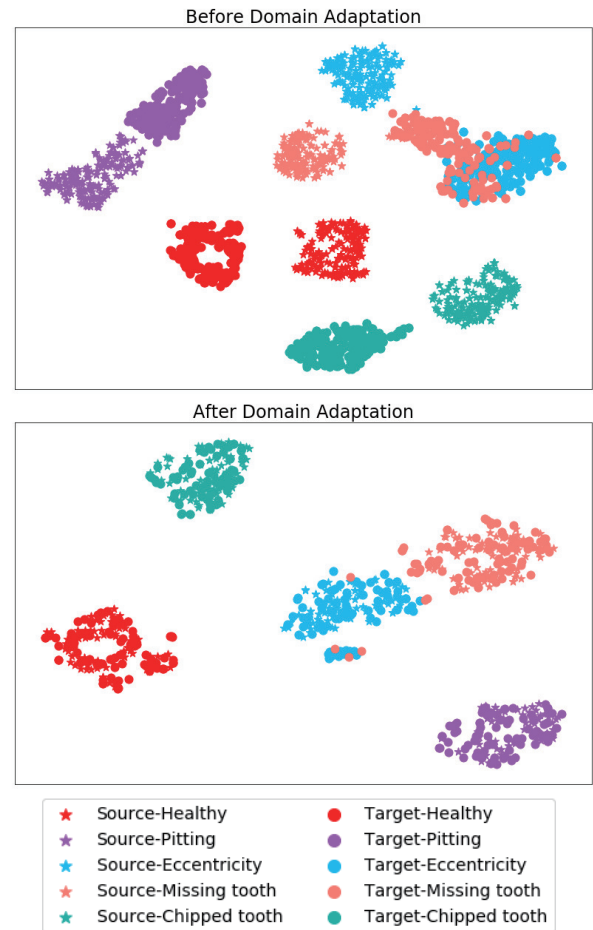 Before Domain Adaptation
After Domain Adaptation
Source-Healthy
Target-Healthy
Source-Pitting
Target-Pitting
Source-Eccentricity
Target-Eccentricity
Source-Missing tooth
Target-Missing tooth
Source-Chipped tooth
Target-Chipped tooth